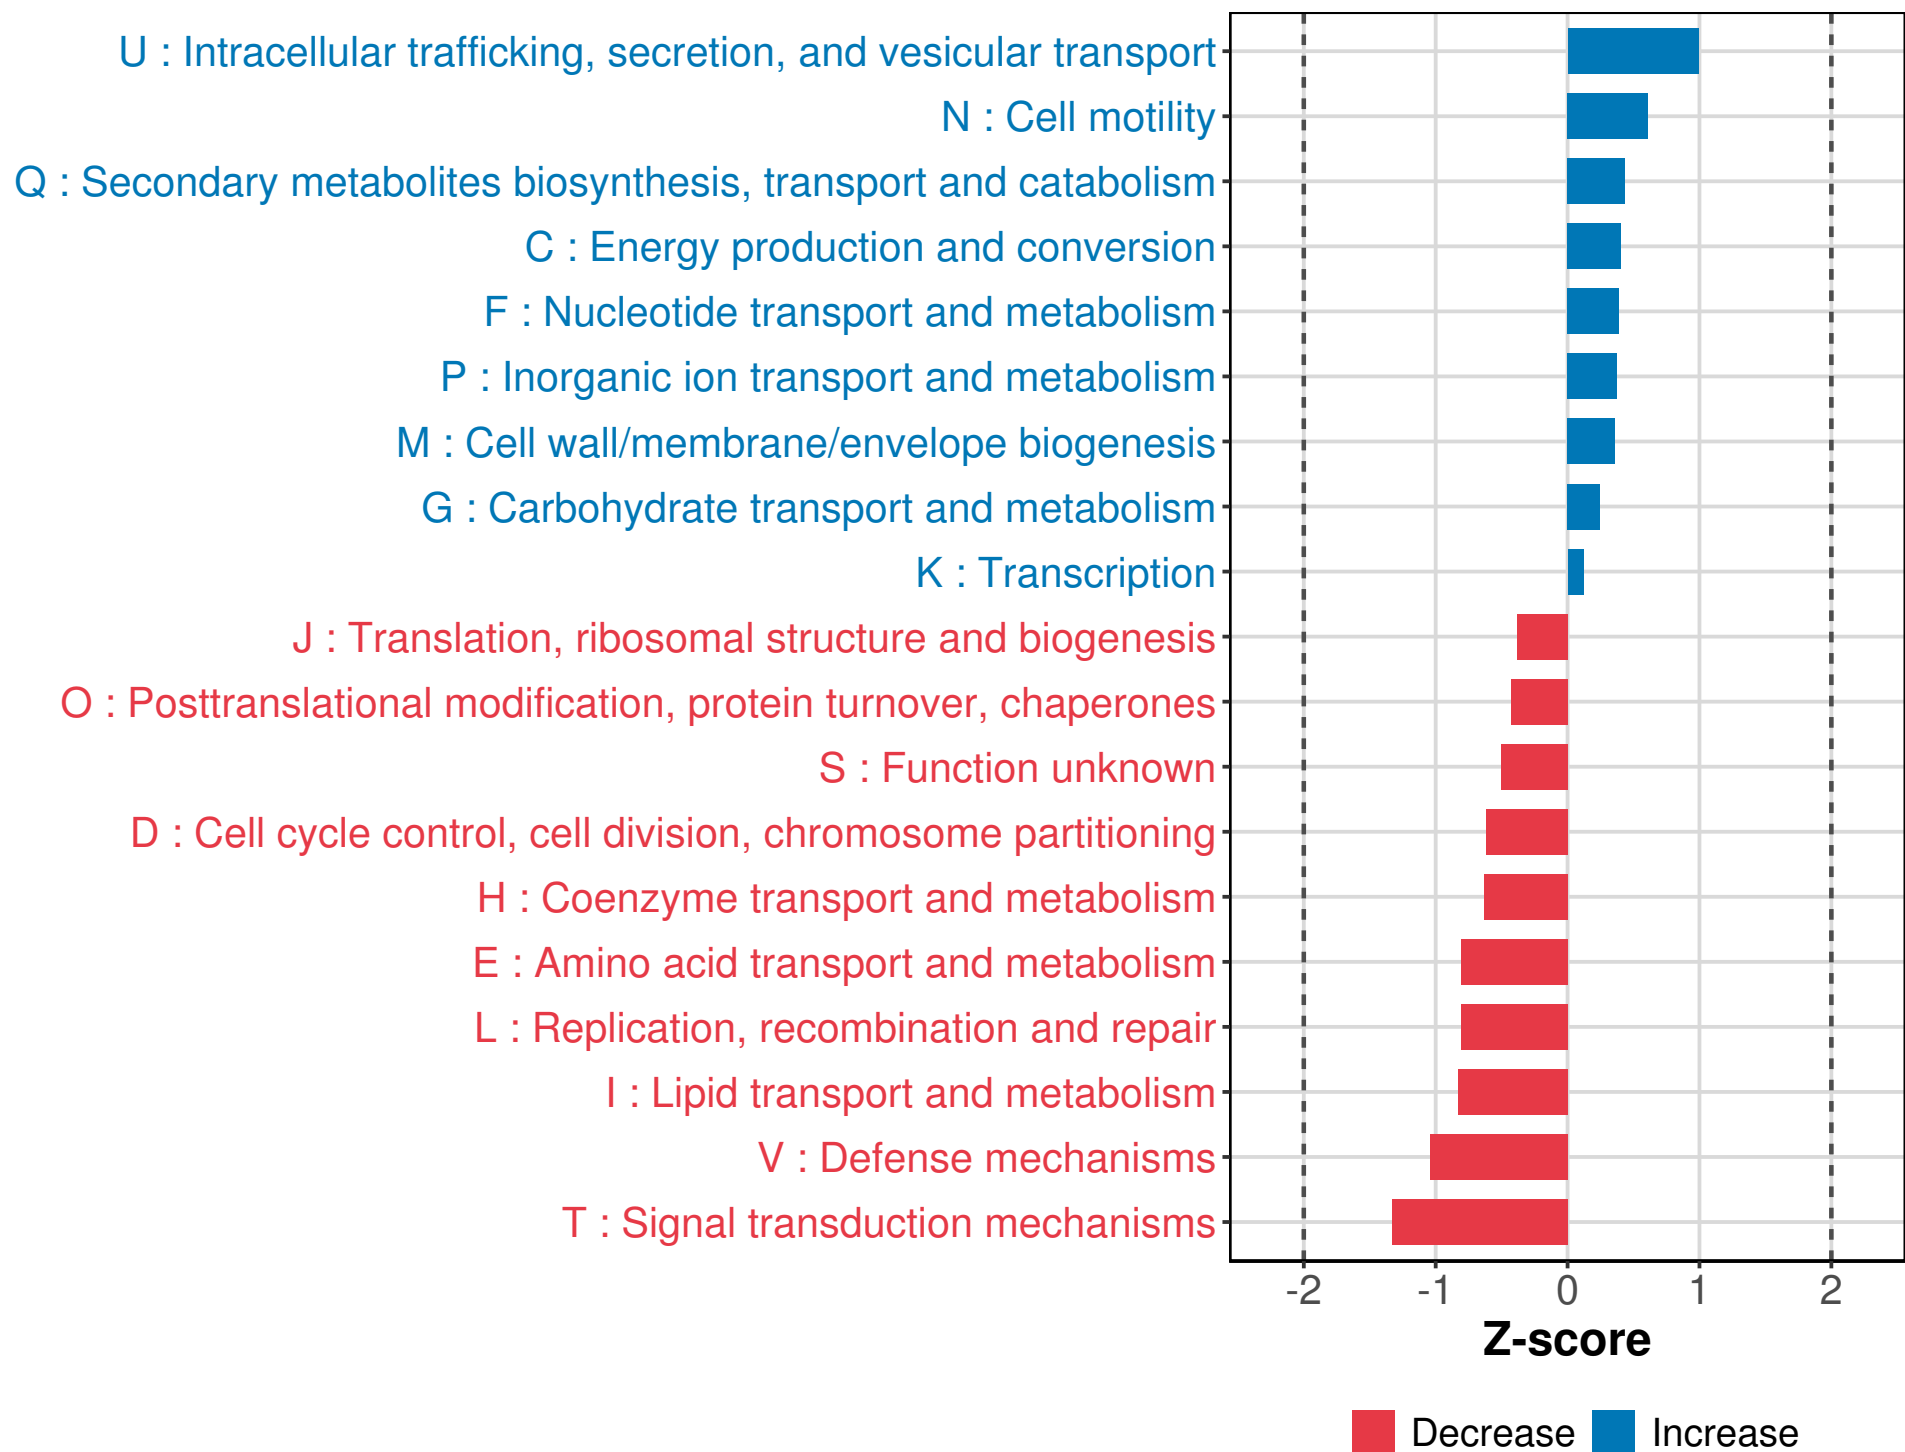 U : Intracellular trafficking, secretion, and vesicular transport
N : Cell motility
Q : Secondary metabolites biosynthesis, transport and catabolism
C : Energy production and conversion
F : Nucleotide transport and metabolism
P : Inorganic ion transport and metabolism
M : Cell wall/membrane/envelope biogenesis
G : Carbohydrate transport and metabolism
K : Transcription
J : Translation, ribosomal structure and biogenesis
O : Posttranslational modification, protein turnover, chaperones
S : Function unknown
D : Cell cycle control, cell division, chromosome partitioning
H : Coenzyme transport and metabolism
E : Amino acid transport and metabolism
L : Replication, recombination and repair
I : Lipid transport and metabolism
V : Defense mechanisms
T : Signal transduction mechanisms
-2 -1 0 1 2
Z-score
Decrease Increase